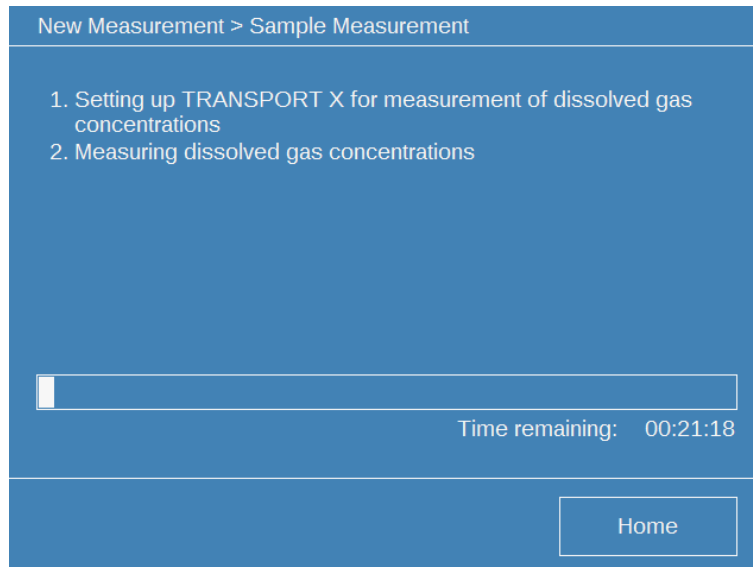 New Measurement > Sample Measurement
1. Setting up TRANSPORT X for measurement of dissolved gas
concentrations
2. Measuring dissolved gas concentrations
Time remaining: 00:21:18
Home